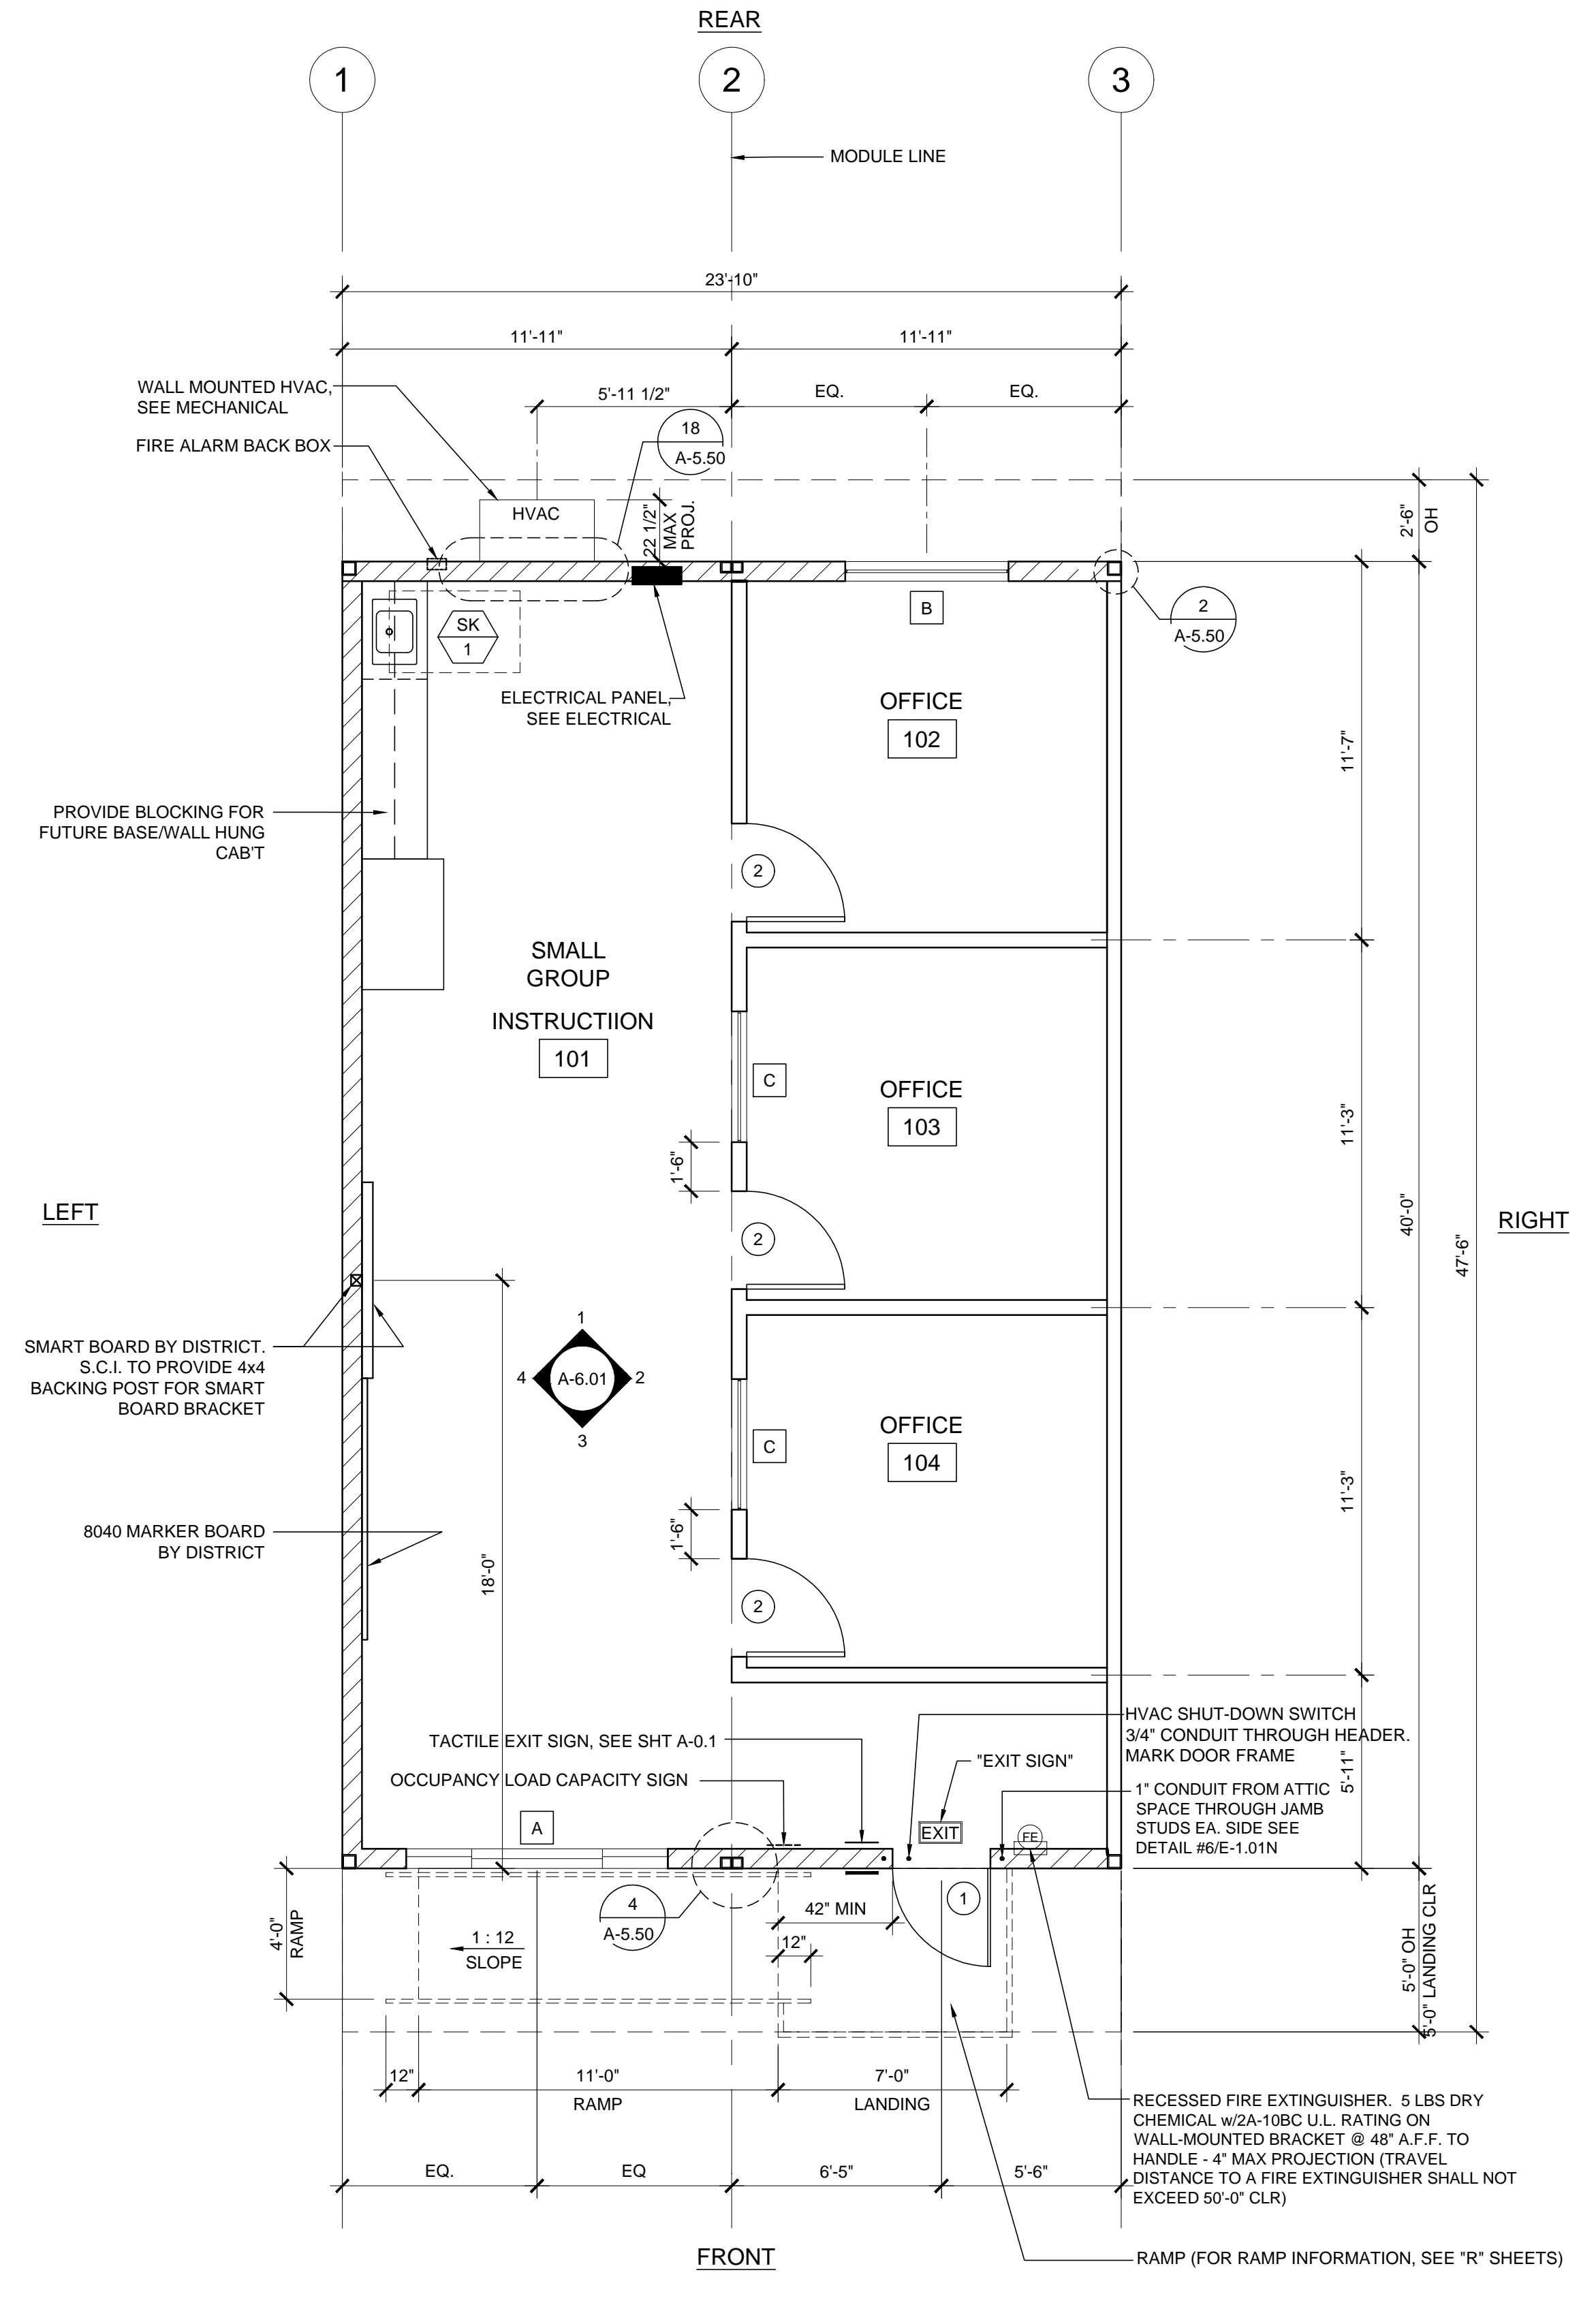 REAR
1
2
3
MODULE LINE
23'-10"
11'-11"
11'-11"
WALL MOUNTED HVAC,
SEE MECHANICAL
5'-11 1/2"
EQ.
EQ.
FIRE ALARM BACK BOX
18
A-5.50
HVAC
22 1/2"
MAX
PROJ.
2'-6"
OH
B
2
A-5.50
SK
1
ELECTRICAL PANEL,
SEE ELECTRICAL
OFFICE
102
11'-7"
PROVIDE BLOCKING FOR
FUTURE BASE/WALL HUNG
CAB'T
2
SMALL
GROUP
INSTRUCTIION
101
C
OFFICE
103
11'-3"
1'-6"
LEFT
40'-0"
47'-6"
RIGHT
2
SMART BOARD BY DISTRICT.
S.C.I. TO PROVIDE 4x4
BACKING POST FOR SMART
BOARD BRACKET
1
4
A-6.01
2
3
OFFICE
104
C
11'-3"
1'-6"
8040 MARKER BOARD
BY DISTRICT
18'-0"
2
TACTILE EXIT SIGN, SEE SHT A-0.1
HVAC SHUT-DOWN SWITCH
3/4" CONDUIT THROUGH HEADER.
MARK DOOR FRAME
"EXIT SIGN"
5'-11"
OCCUPANCY LOAD CAPACITY SIGN
1" CONDUIT FROM ATTIC
SPACE THROUGH JAMB
STUDS EA. SIDE SEE
DETAIL #6/E-1.01N
A
EXIT
FE
4
A-5.50
42" MIN
1
12"
4'-0"
RAMP
1 : 12
SLOPE
5'-0" OH
5'-0" LANDING CLR
12"
11'-0"
RAMP
7'-0"
LANDING
RECESSED FIRE EXTINGUISHER.  5 LBS DRY
CHEMICAL w/2A-10BC U.L. RATING ON
WALL-MOUNTED BRACKET @ 48" A.F.F. TO
HANDLE - 4" MAX PROJECTION (TRAVEL
DISTANCE TO A FIRE EXTINGUISHER SHALL NOT
EXCEED 50'-0" CLR)
EQ.
EQ
6'-5"
5'-6"
FRONT
RAMP (FOR RAMP INFORMATION, SEE "R" SHEETS)